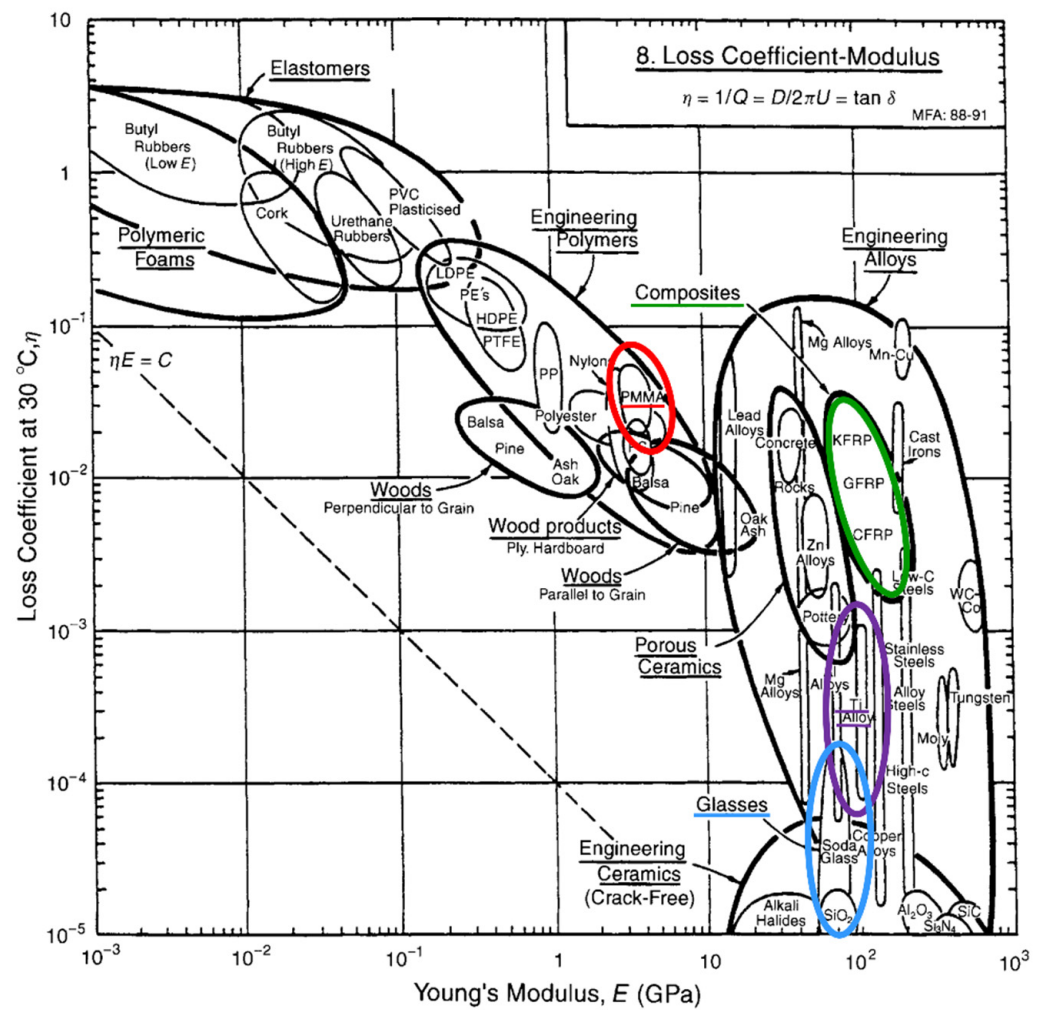 8. Loss Coefficient-Modulus
η = 1/Q = D/2πU = tan δ
MFA: 88-91
Loss Coefficient at 30 °C,η
10
1
10⁻¹
10⁻²
10⁻³
10⁻⁴
10⁻⁵
Elastomers
Butyl
Rubbers
(Low E)
Butyl
Rubbers
(High E)
PVC
Plasticised
Cork
Urethane
Rubbers
Polymeric
Foams
Engineering
Polymers
Engineering
Alloys
Composites
LDPE
PE's
HDPE
PTFE
ηE = C
Mg Alloys
Mn-Cu
Nylons
PP
PMMA
Polyester
PS
Balsa
Pine
Ash
Oak
Lead
Alloys
Concrete
KFRP
Cast
Irons
GFRP
Rocks
CFRP
Woods
Perpendicular to Grain
Balsa
Pine
Oak
Ash
Wood products
Ply. Hardboard
Zn
Alloys
Woods
Parallel to Grain
Low-C
Steels
WC-
Co
Pottery
Porous
Ceramics
Stainless
Steels
Mg
Alloys
Alloys
Ti
Alloy
Alloy
Steels
Tungsten
Moly
High-c
Steels
Glasses
Soda
Glass
Copper
Alloys
Engineering
Ceramics
(Crack-Free)
Alkali
Halides
SiO₂
Al₂O₃
SiC
Si₃N₄
10⁻³
10⁻²
10⁻¹
1
10
10²
10³
Young's Modulus, E (GPa)